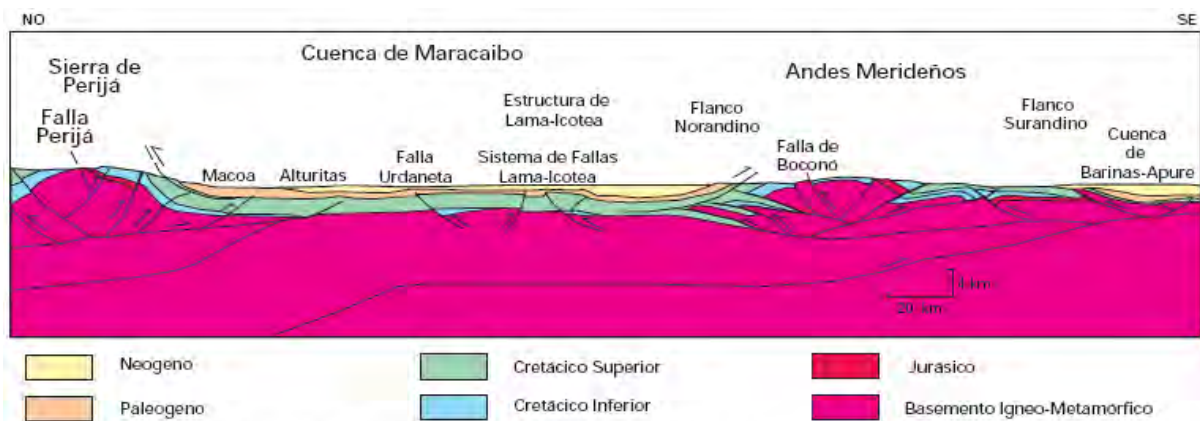 NO
SE
Cuenca de Maracaibo
Sierra de
Perijá
Andes Merideños
Falla
Perijá
Estructura de
Lama-Icotea
Flanco
Norandino
Flanco
Surandino
Macoa
Alturitas
Falla
Urdaneta
Sistema de Fallas
Lama-Icotea
Falla de
Boconó
Cuenca
de
Barinas-Apure
20 km
Neogeno
Cretácico Superior
Jurasico
Paleogeno
Cretácico Inferior
Basemento Igneo-Metamórfico